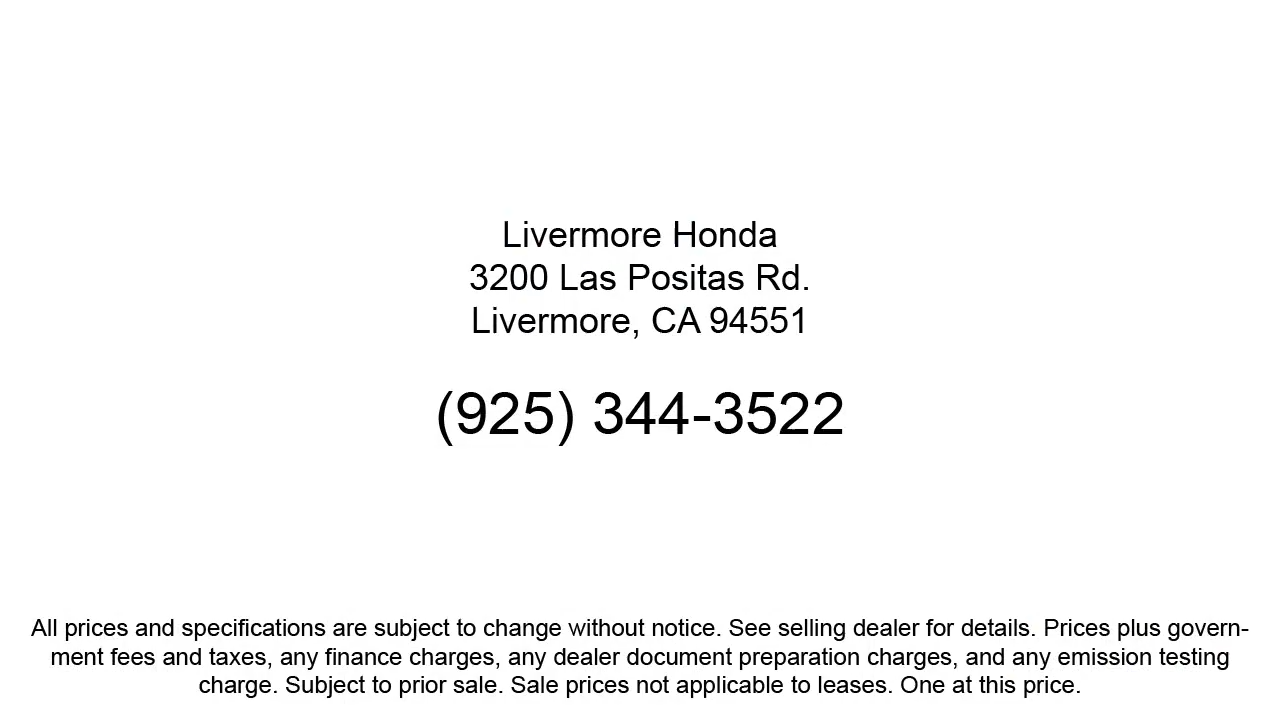 Livermore Honda
3200 Las Positas Rd.
Livermore, CA 94551
(925) 344-3522
All prices and specifications are subject to change without notice. See selling dealer for details. Prices plus govern-
ment fees and taxes, any finance charges, any dealer document preparation charges, and any emission testing
charge. Subject to prior sale. Sale prices not applicable to leases. One at this price.